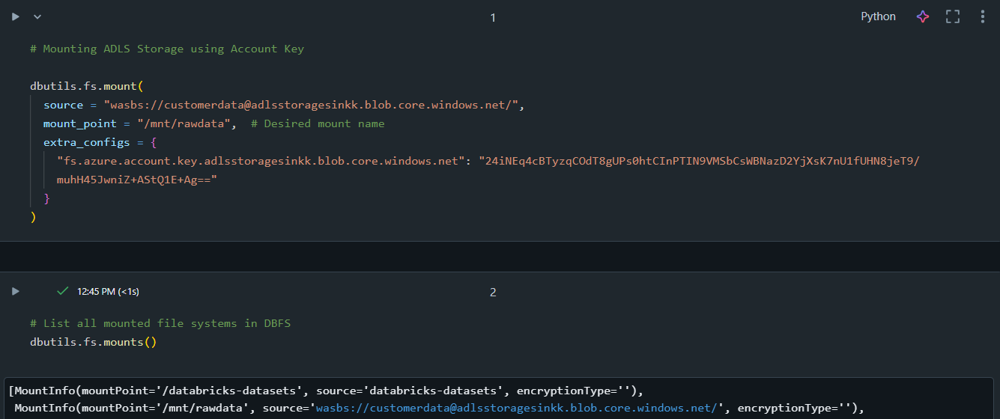 1
Python
# Mounting ADLS Storage using Account Key
dbutils.fs.mount(
source = "wasbs://customerdata@adlsstoragesinkk.blob.core.windows.net/",
mount_point = "/mnt/rawdata",  # Desired mount name
extra_configs = {
"fs.azure.account.key.adlsstoragesinkk.blob.core.windows.net": "24iNEq4cBTyzqCOdT8gUPs0htCInPTIN9VMSbCsWBNazD2YjXsK7nU1fUHN8jeT9/
muhH45JwniZ+AStQ1E+Ag=="
}
)
12:45 PM (<1s)
2
# List all mounted file systems in DBFS
dbutils.fs.mounts()
[MountInfo(mountPoint='/databricks-datasets', source='databricks-datasets', encryptionType=''),
MountInfo(mountPoint='/mnt/rawdata', source='wasbs://customerdata@adlsstoragesinkk.blob.core.windows.net/', encryptionType=''),